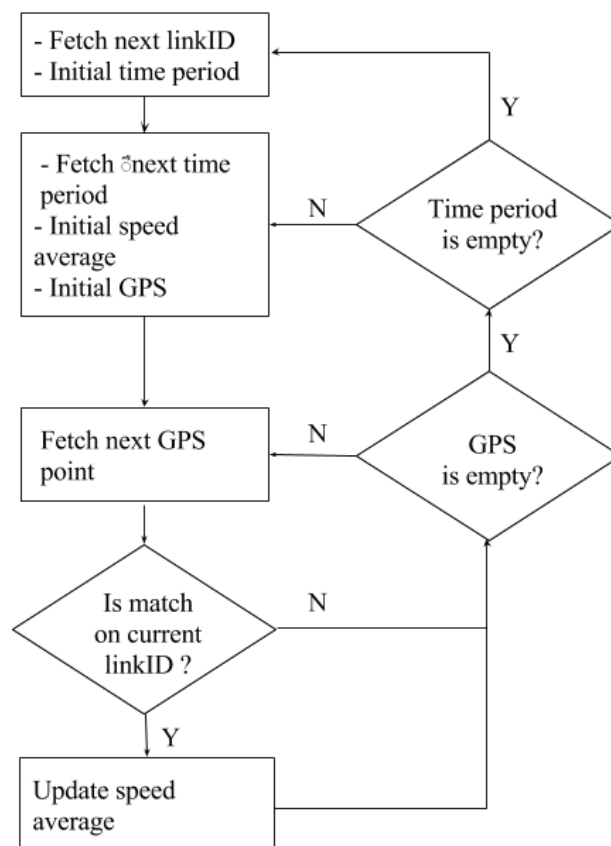 - Fetch next linkID
- Initial time period
Y
- Fetch next time
period
- Initial speed
average
- Initial GPS
N
Time period
is empty?
Y
Fetch next GPS
point
N
GPS
is empty?
Is match
on current
linkID ?
N
Y
Update speed
average